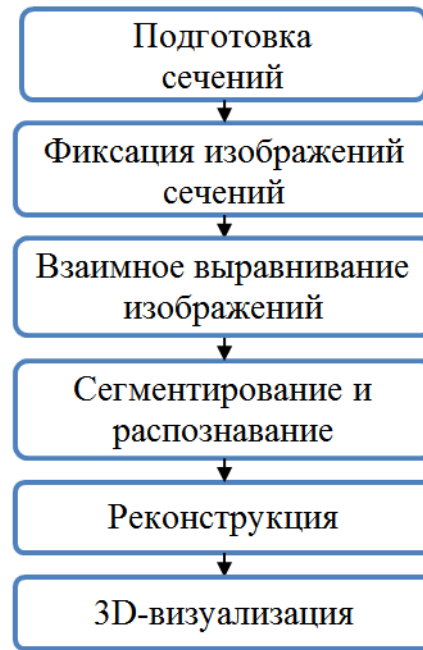 Подготовка
сечений
Фиксация изображений
сечений
Взаимное выравнивание
изображений
Сегментирование и
распознавание
Реконструкция
3D-визуализация